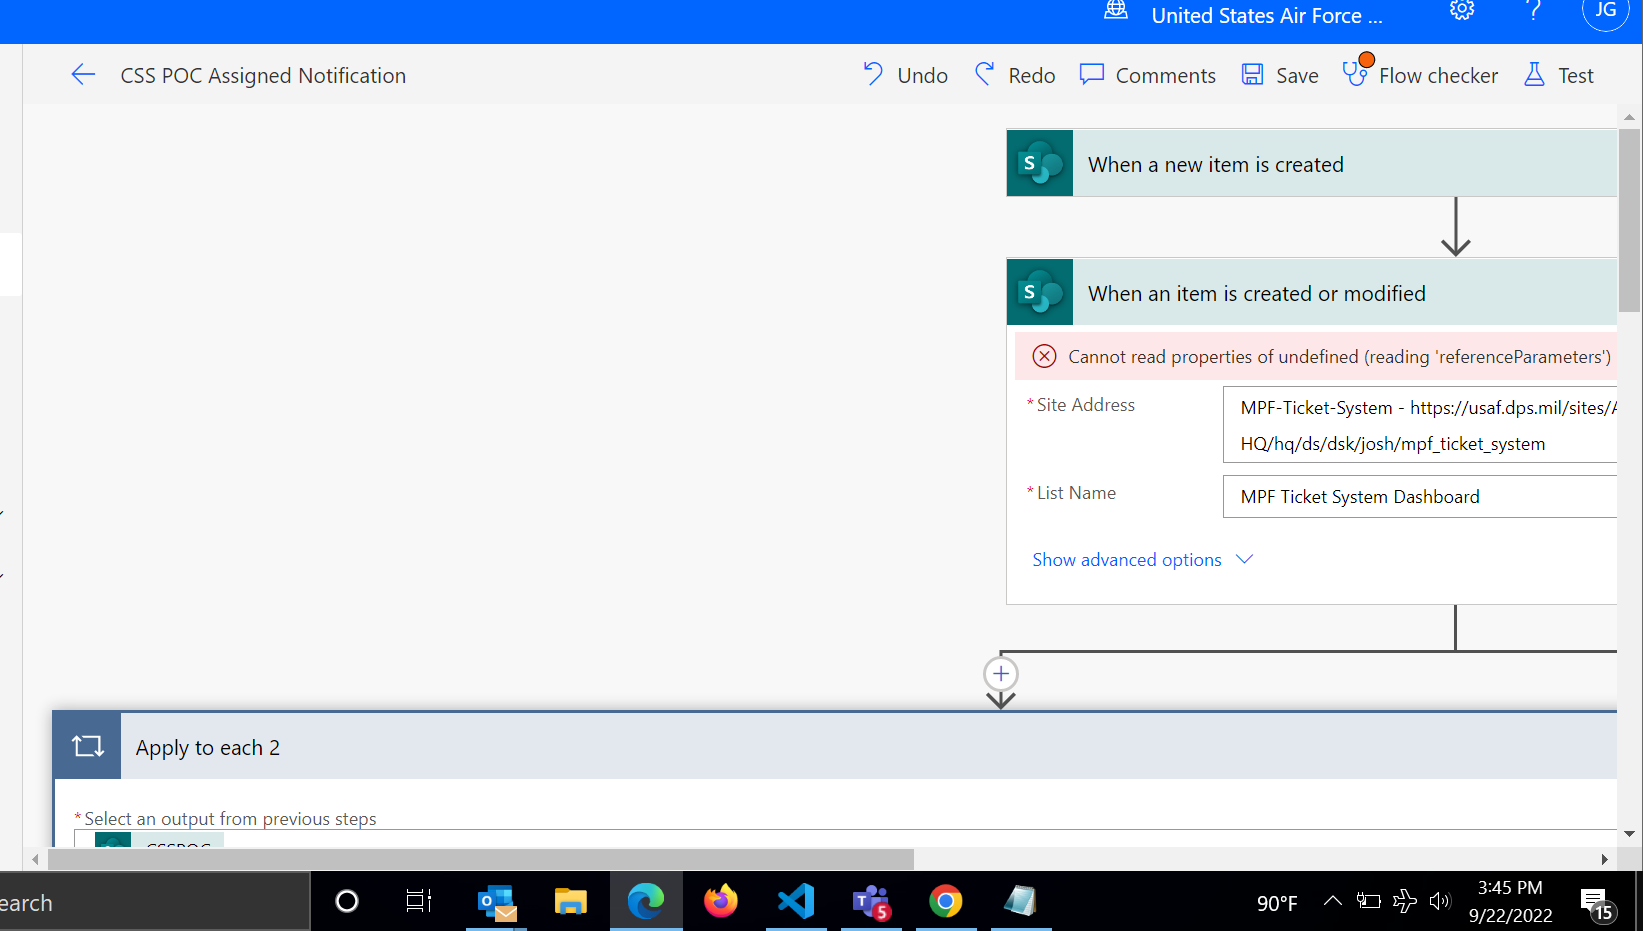 United States Air Force ...
JG
CSS POC Assigned Notification
Undo
Redo
Comments
Save
Flow checker
Test
S
When a new item is created
S
When an item is created or modified
Cannot read properties of undefined (reading 'referenceParameters')
* Site Address
MPF-Ticket-System - https://usaf.dps.mil/sites/A
HQ/hq/ds/dsk/josh/mpf_ticket_system
* List Name
MPF Ticket System Dashboard
Show advanced options
Apply to each 2
* Select an output from previous steps
CSSPOC
earch
90°F
3:45 PM
9/22/2022
5
15